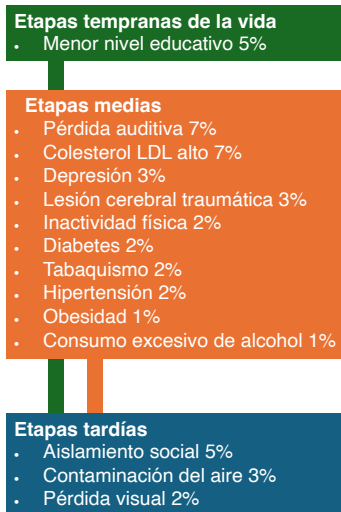 Etapas tempranas de la vida
• Menor nivel educativo 5%
Etapas medias
• Pérdida auditiva 7%
• Colesterol LDL alto 7%
• Depresión 3%
• Lesión cerebral traumática 3%
• Inactividad física 2%
• Diabetes 2%
• Tabaquismo 2%
• Hipertensión 2%
• Obesidad 1%
• Consumo excesivo de alcohol 1%
Etapas tardías
• Aislamiento social 5%
• Contaminación del aire 3%
• Pérdida visual 2%